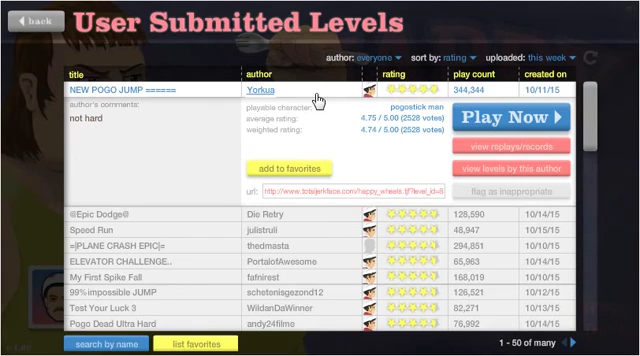 back
User Submitted Levels
author: everyone sort by: rating uploaded: this week
title author rating play count created on
NEW POGO JUMP ====== Yorkua 344,344 10/11/15
author's comments:
not hard
playable character: pogostick man
average rating: 4.75 / 5.00 (2528 votes)
weighted rating: 4.74 / 5.00 (2528 votes)
Play Now
view replays/records
add to favorites
view levels by this author
url: http://www.totaljerkface.com/happy_wheels.tjf?level_id=8
flag as inappropriate
@Epic Dodge@ Die Retry 128,590 10/14/15
Speed Run julistruli 48,947 10/15/15
=|PLANE CRASH EPIC|= thedmasta 294,851 10/10/15
ELEVATOR CHALLENGE.. PortalofAwesome 65,963 10/14/15
My First Spike Fall fafnirest 168,019 10/10/15
99% impossible JUMP schetenisgezond12 126,521 10/12/15
Test Your Luck 3 WildanDaWinner 82,271 10/13/15
Pogo Dead Ultra Hard andy24filmo 76,992 10/14/15
search by name list favorites 1 - 50 of many